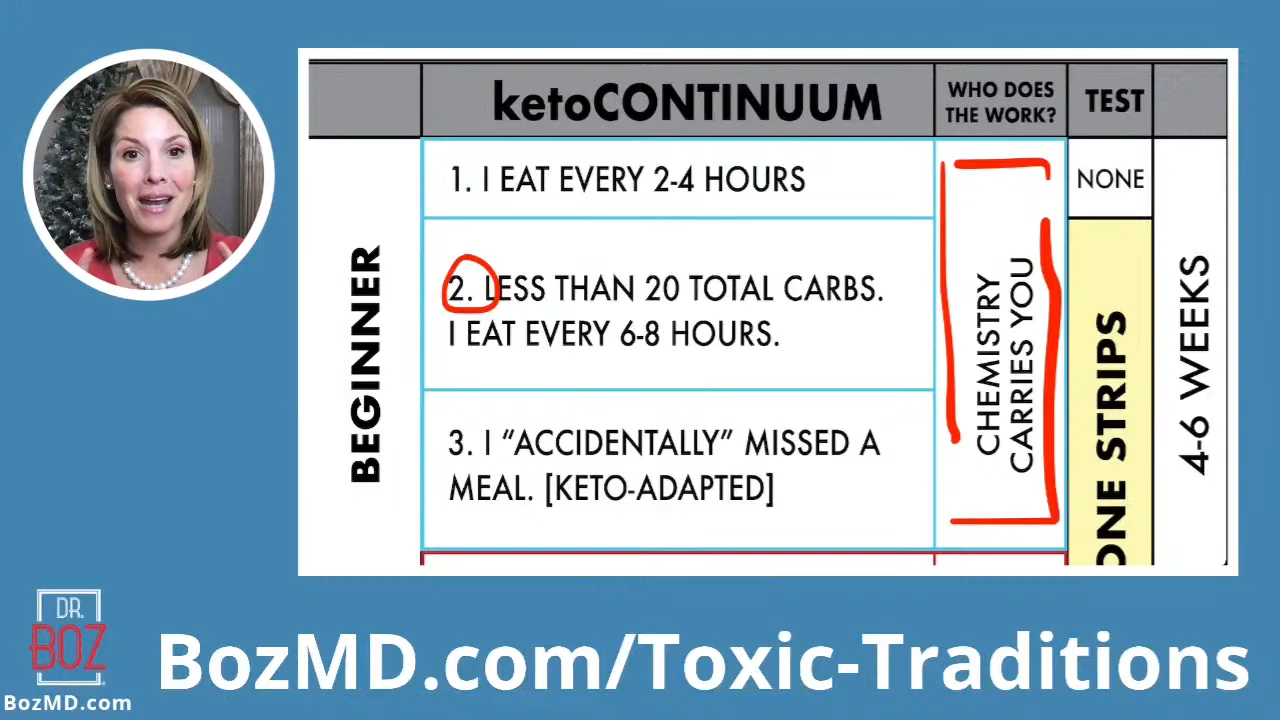 ketoCONTINUUM
WHO DOES
THE WORK?
TEST
BEGINNER
1. I EAT EVERY 2-4 HOURS
2. LESS THAN 20 TOTAL CARBS.
I EAT EVERY 6-8 HOURS.
3. I “ACCIDENTALLY” MISSED A
MEAL. [KETO-ADAPTED]
CHEMISTRY
CARRIES YOU
NONE
ONE STRIPS
4-6 WEEKS
DR.
BOZ
BozMD.com
BozMD.com/Toxic-Traditions